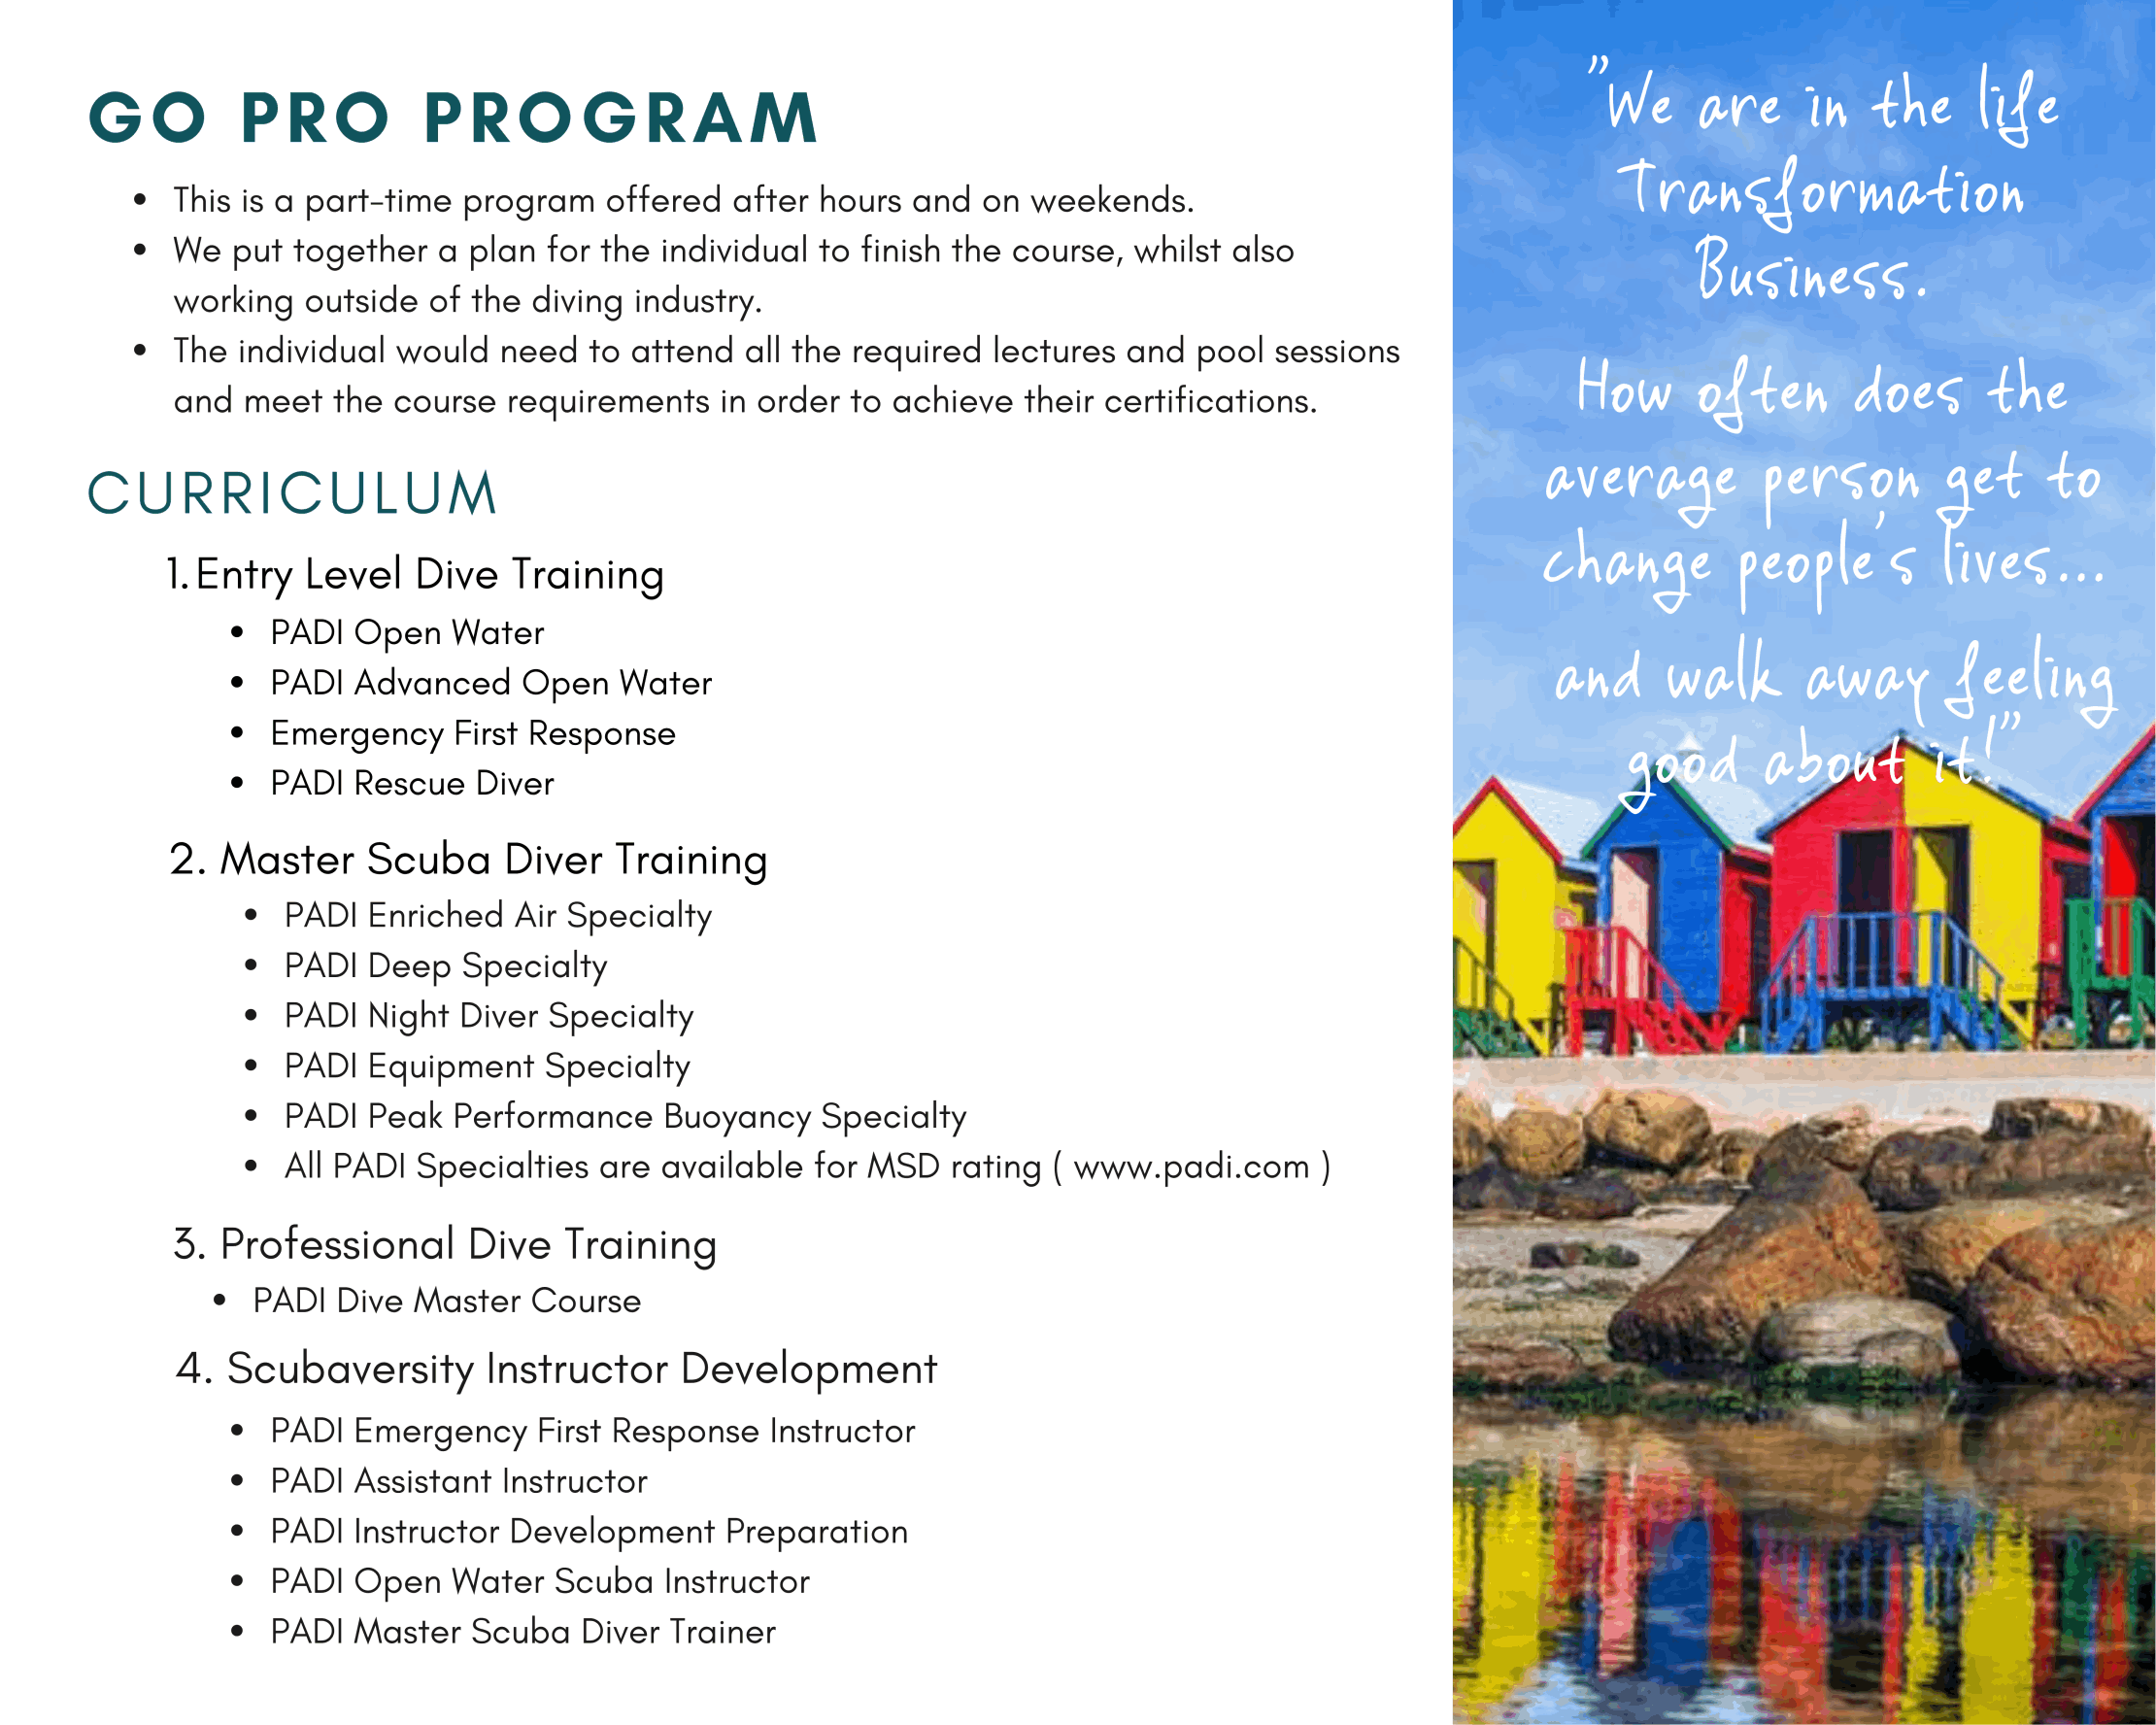 GO PRO PROGRAM
• This is a part-time program offered after hours and on weekends.
• We put together a plan for the individual to finish the course, whilst also
working outside of the diving industry.
• The individual would need to attend all the required lectures and pool sessions
and meet the course requirements in order to achieve their certifications.
CURRICULUM
1. Entry Level Dive Training
• PADI Open Water
• PADI Advanced Open Water
• Emergency First Response
• PADI Rescue Diver
2. Master Scuba Diver Training
• PADI Enriched Air Specialty
• PADI Deep Specialty
• PADI Night Diver Specialty
• PADI Equipment Specialty
• PADI Peak Performance Buoyancy Specialty
• All PADI Specialties are available for MSD rating ( www.padi.com )
3. Professional Dive Training
• PADI Dive Master Course
4. Scubaversity Instructor Development
• PADI Emergency First Response Instructor
• PADI Assistant Instructor
• PADI Instructor Development Preparation
• PADI Open Water Scuba Instructor
• PADI Master Scuba Diver Trainer
"We are in the life
Transformation
Business.
How often does the
average person get to
change people's lives...
and walk away feeling
good about it!"